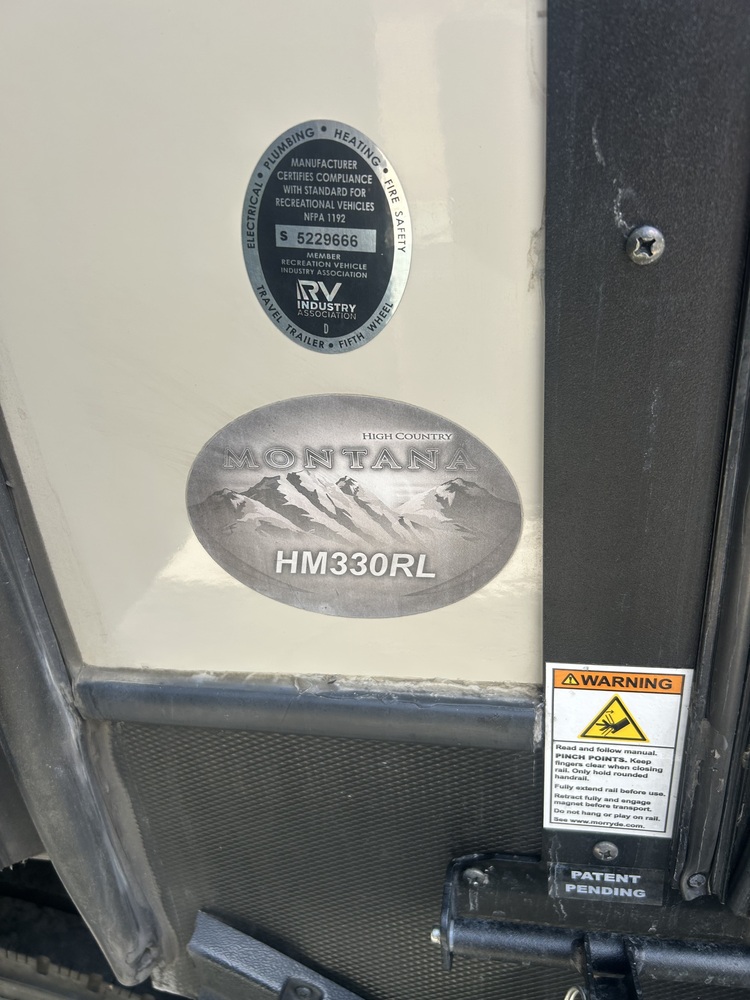 ELECTRICAL • PLUMBING • HEATING • FIRE SAFETY
MANUFACTURER
CERTIFIES COMPLIANCE
WITH STANDARD FOR
RECREATIONAL VEHICLES
NFPA 1192
S 5229666
MEMBER
RECREATION VEHICLE
INDUSTRY ASSOCIATION
RV
INDUSTRY
ASSOCIATION
D
TRAVEL TRAILER • FIFTH WHEEL
HIGH COUNTRY
MONTANA
HM330RL
WARNING
Read and follow manual.
PINCH POINTS. Keep
fingers clear when closing
rail. Only hold rounded
handrail.
Fully extend rail before use.
Retract fully and engage
magnet before transport.
Do not hang or play on rail.
See www.morryde.com.
PATENT
PENDING